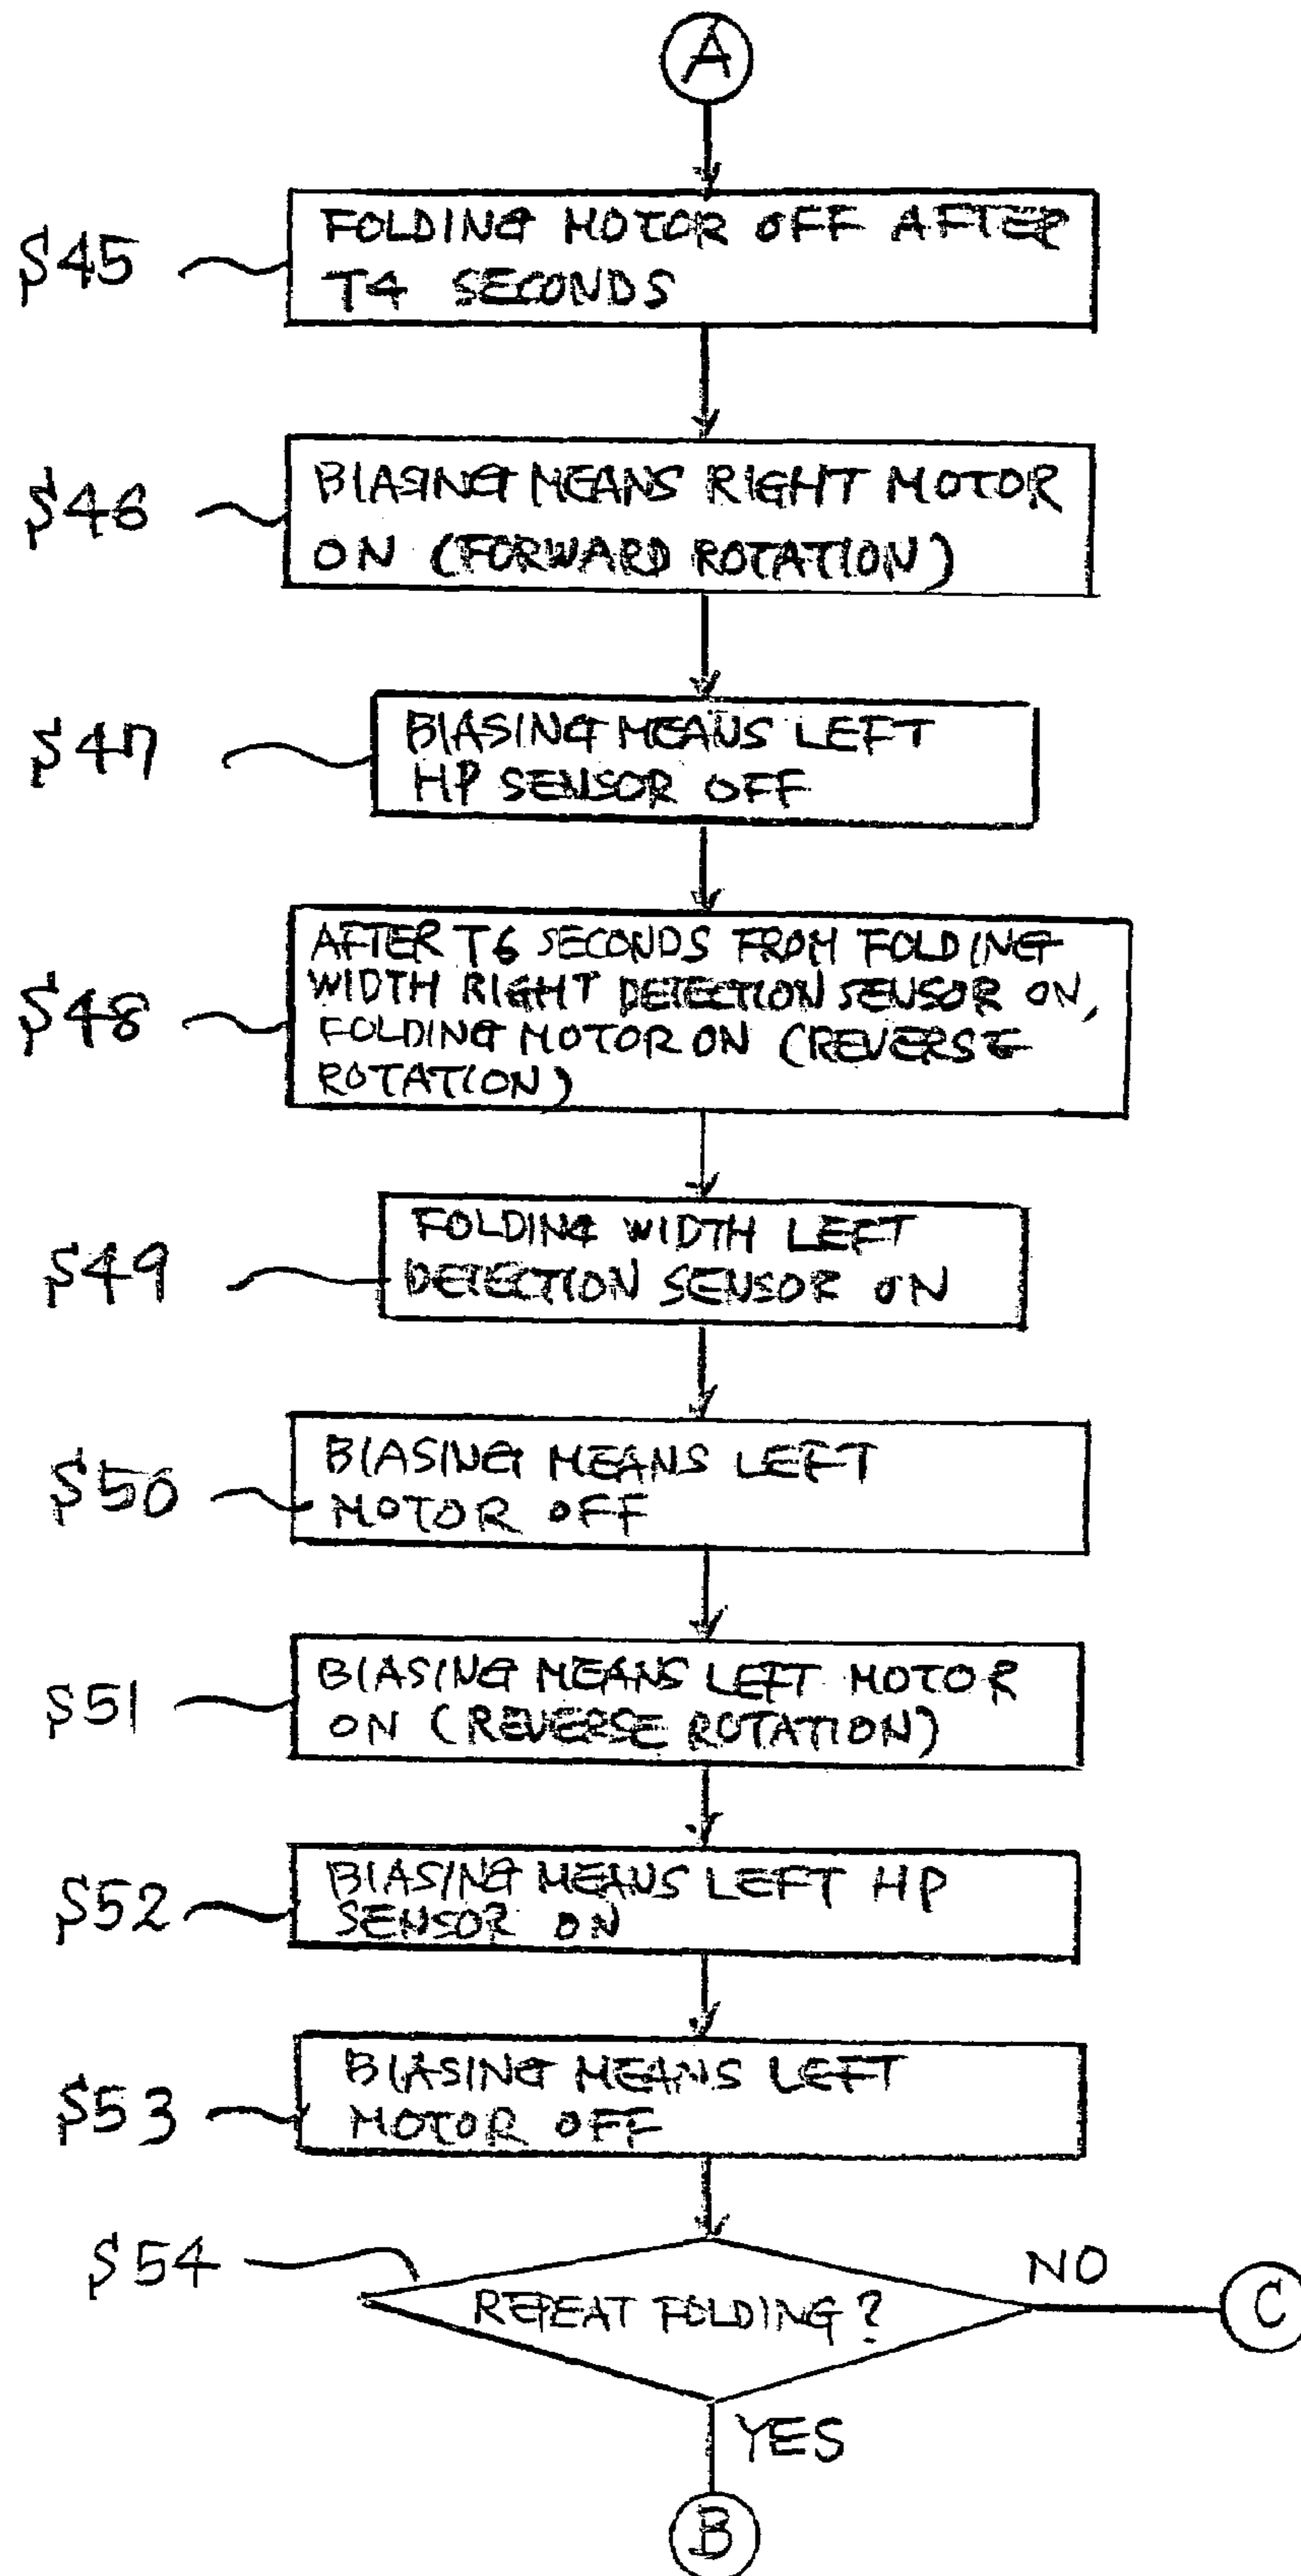 A
S45
FOLDING MOTOR OFF AFTER
T4 SECONDS
S46
BIASING MEANS RIGHT MOTOR
ON (FORWARD ROTATION)
S47
BIASING MEANS LEFT
HP SENSOR OFF
S48
AFTER T6 SECONDS FROM FOLDING
WIDTH RIGHT DETECTION SENSOR ON,
FOLDING MOTOR ON (REVERSE
ROTATION)
S49
FOLDING WIDTH LEFT
DETECTION SENSOR ON
S50
BIASING MEANS LEFT
MOTOR OFF
S51
BIASING MEANS LEFT MOTOR
ON (REVERSE ROTATION)
S52
BIASING MEANS LEFT HP
SENSOR ON
S53
BIASING MEANS LEFT
MOTOR OFF
S54
REPEAT FOLDING?
NO
C
YES
B